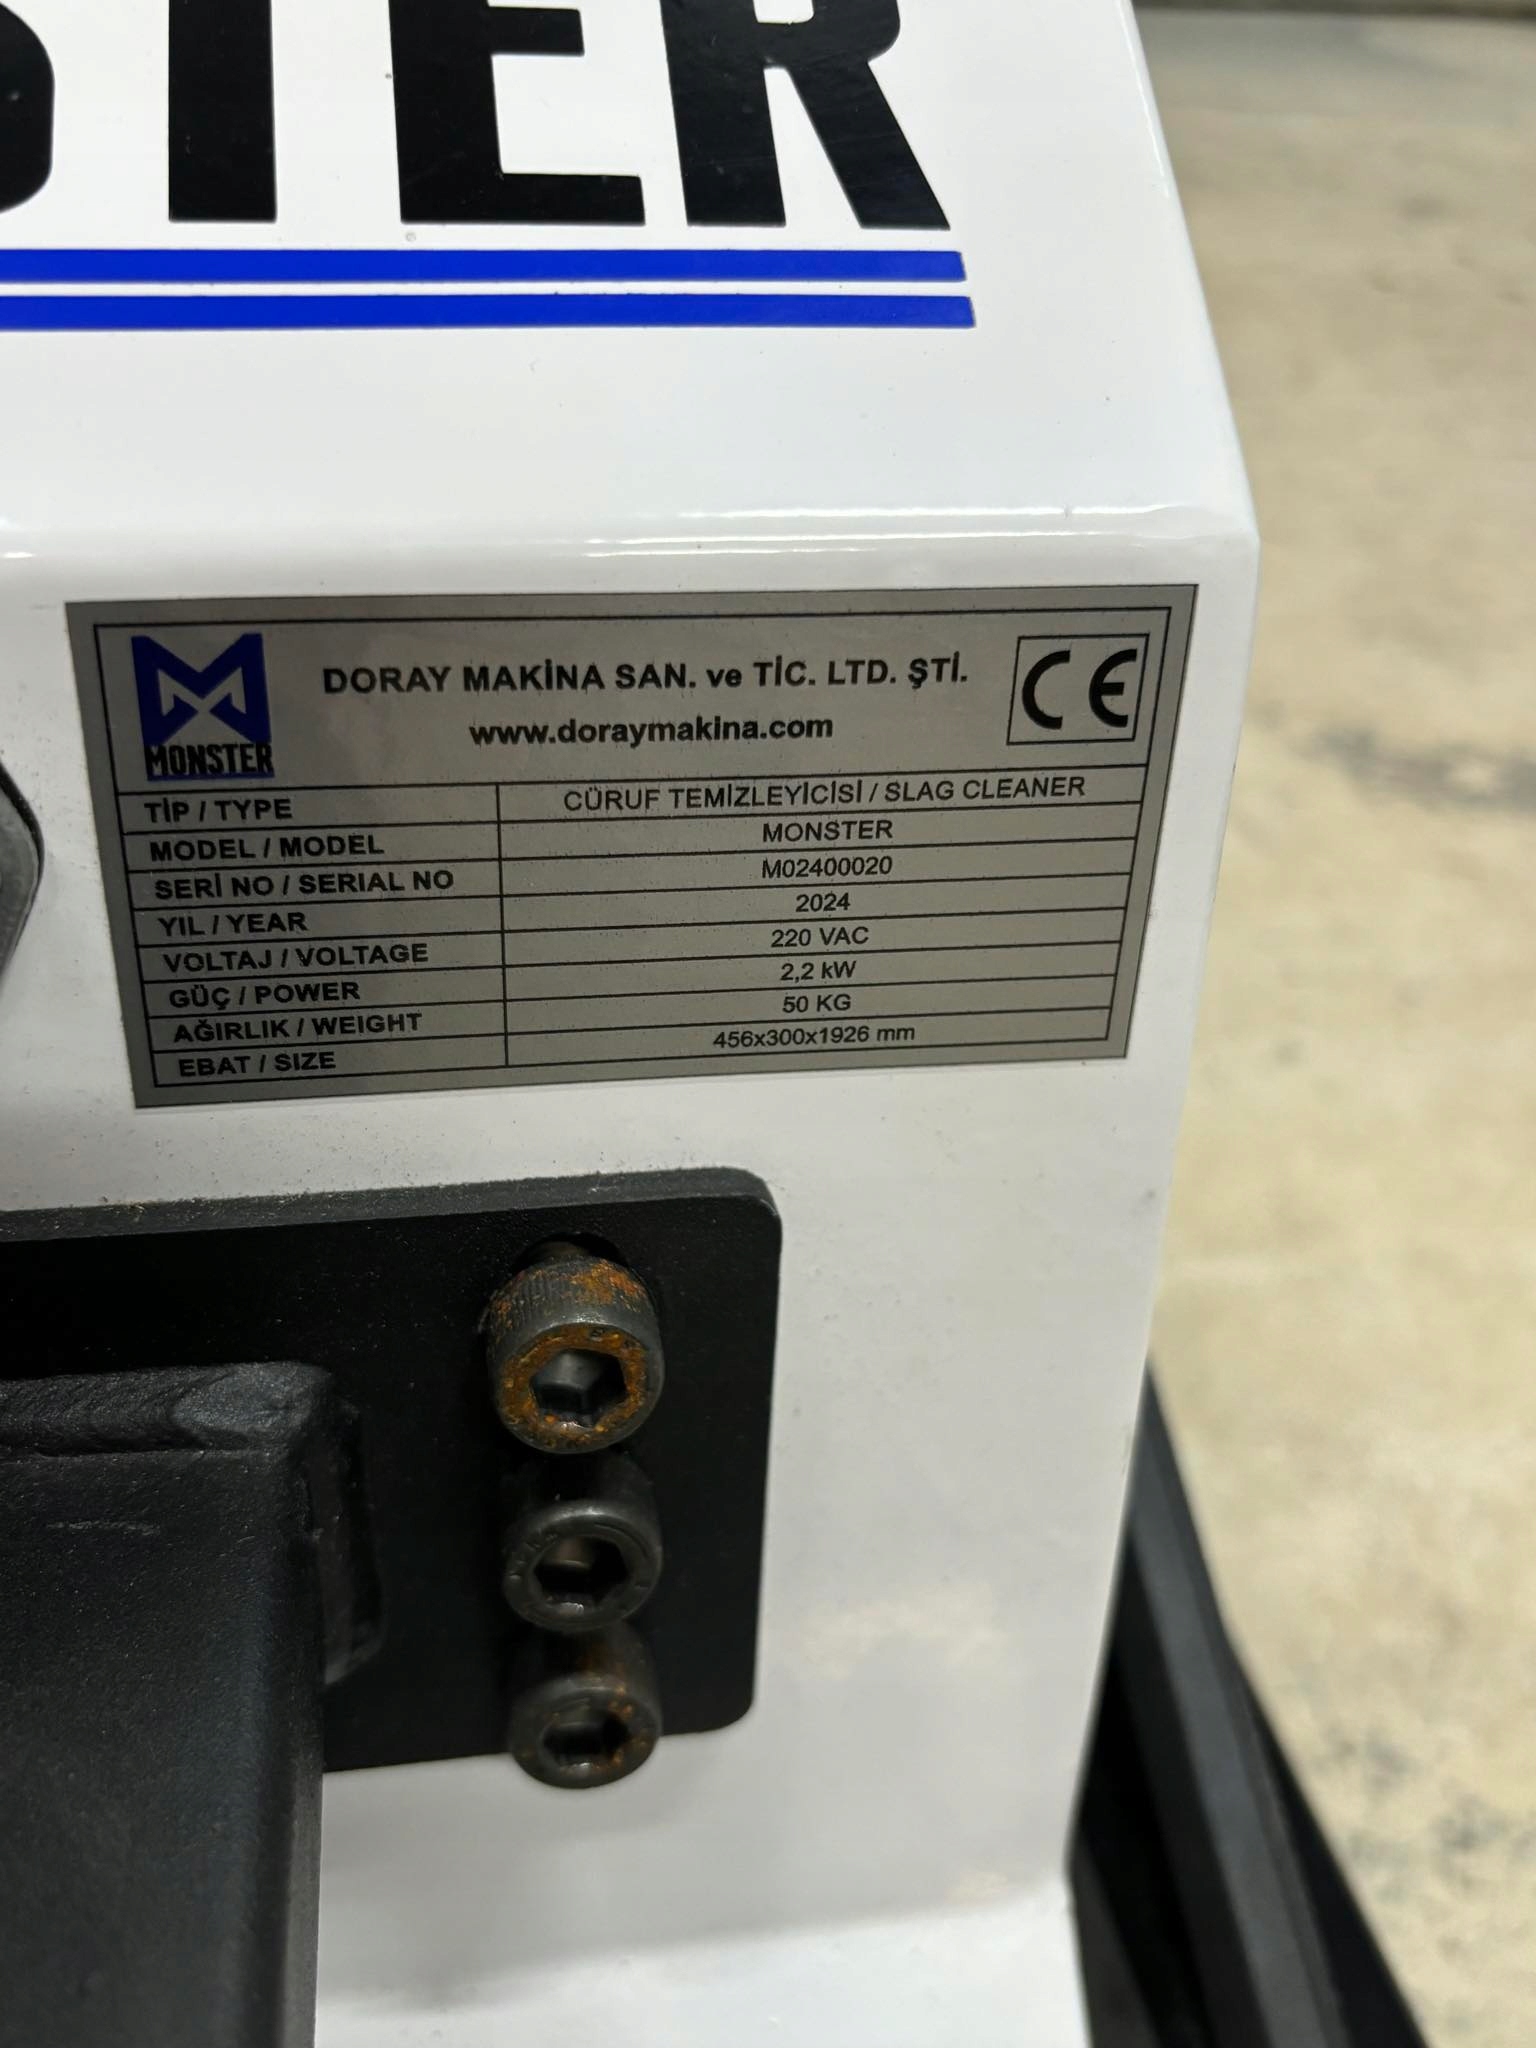 STER
DORAY MAKİNA SAN. ve TİC. LTD. ŞTİ.
www.doraymakina.com
CE
MONSTER
TİP / TYPE CÜRUF TEMİZLEYİCİSİ / SLAG CLEANER
MODEL / MODEL MONSTER
SERİ NO / SERIAL NO M02400020
YIL / YEAR 2024
VOLTAJ / VOLTAGE 220 VAC
GÜÇ / POWER 2,2 kW
AĞIRLIK / WEIGHT 50 KG
EBAT / SIZE 456x300x1926 mm